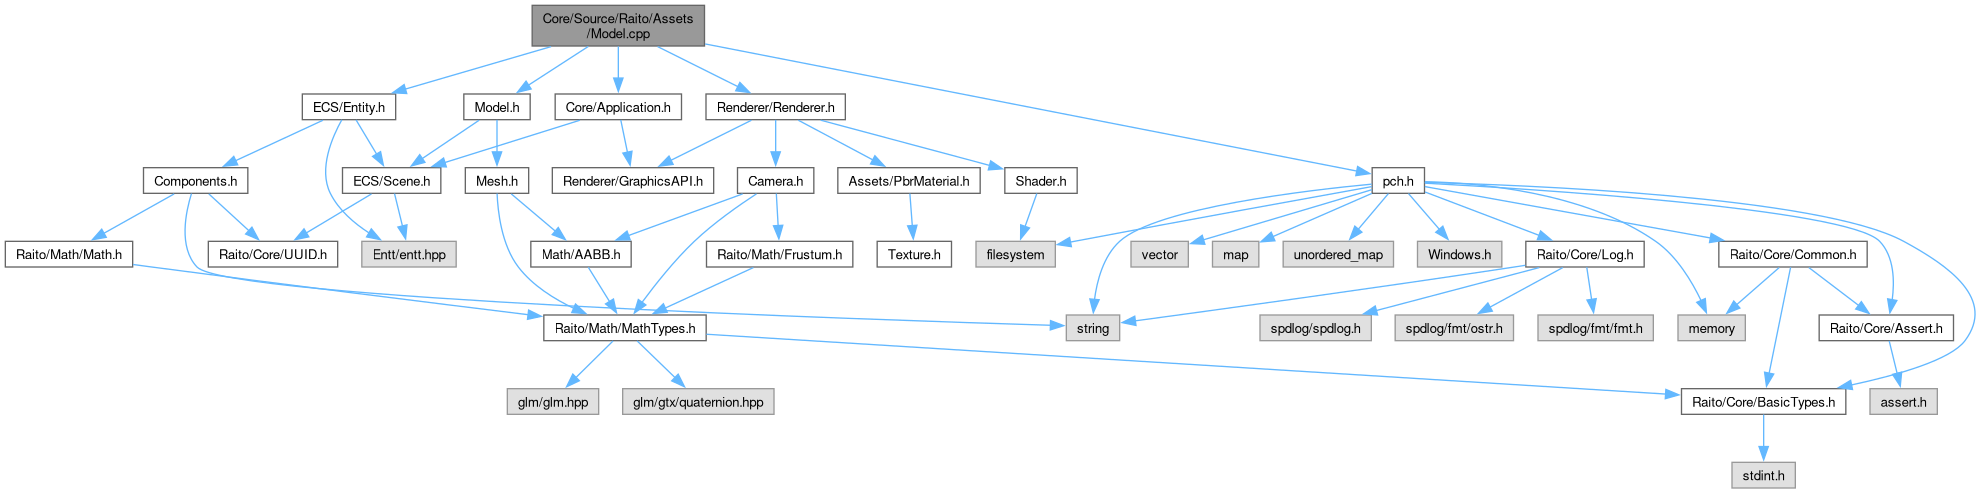 Core/Source/Raito/Assets
/Model.cpp
ECS/Entity.h
Model.h
Core/Application.h
Renderer/Renderer.h
Components.h
ECS/Scene.h
Mesh.h
Renderer/GraphicsAPI.h
Camera.h
Assets/PbrMaterial.h
Shader.h
pch.h
Raito/Math/Math.h
Raito/Core/UUID.h
Entt/entt.hpp
Math/AABB.h
Raito/Math/Frustum.h
Texture.h
filesystem
vector
map
unordered_map
Windows.h
Raito/Core/Log.h
Raito/Core/Common.h
Raito/Math/MathTypes.h
string
spdlog/spdlog.h
spdlog/fmt/ostr.h
spdlog/fmt/fmt.h
memory
Raito/Core/Assert.h
glm/glm.hpp
glm/gtx/quaternion.hpp
Raito/Core/BasicTypes.h
assert.h
stdint.h